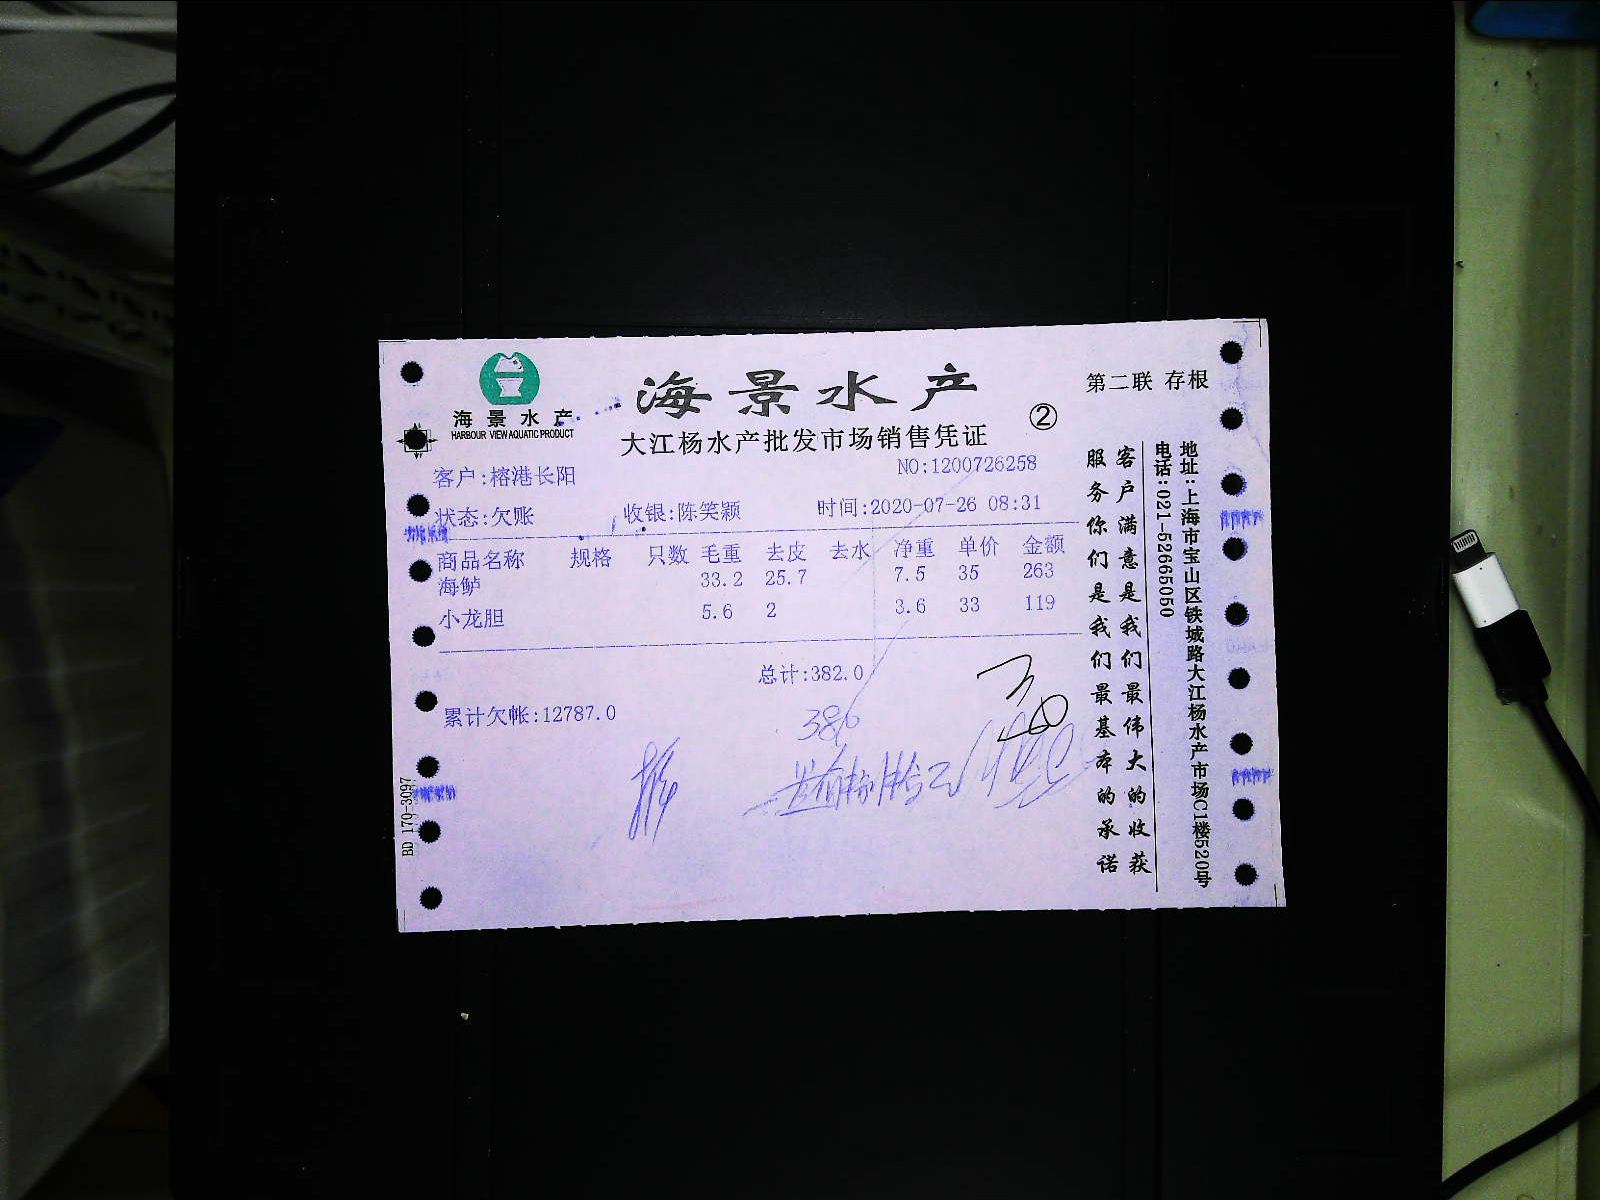 海景水产
HARBOUR VIEW AQUATIC PRODUCT
海景水产
大江杨水产批发市场销售凭证
②
第二联 存根
客户:榕港长阳
NO:1200726258
状态:欠账 收银:陈笑颖 时间:2020-07-26 08:31
商品名称 规格 只数 毛重 去皮 去水 净重 单价 金额
海鲈 33.2 25.7 7.5 35 263
小龙胆 5.6 2 3.6 33 119
总计:382.0
累计欠帐:12787.0
380
客户满意是我们最伟大的收获
服务你们是我们最基本的承诺
地址:上海市宝山区铁城路大江杨水产市场C1楼520号
电话:021-52665050
BD 170-3097